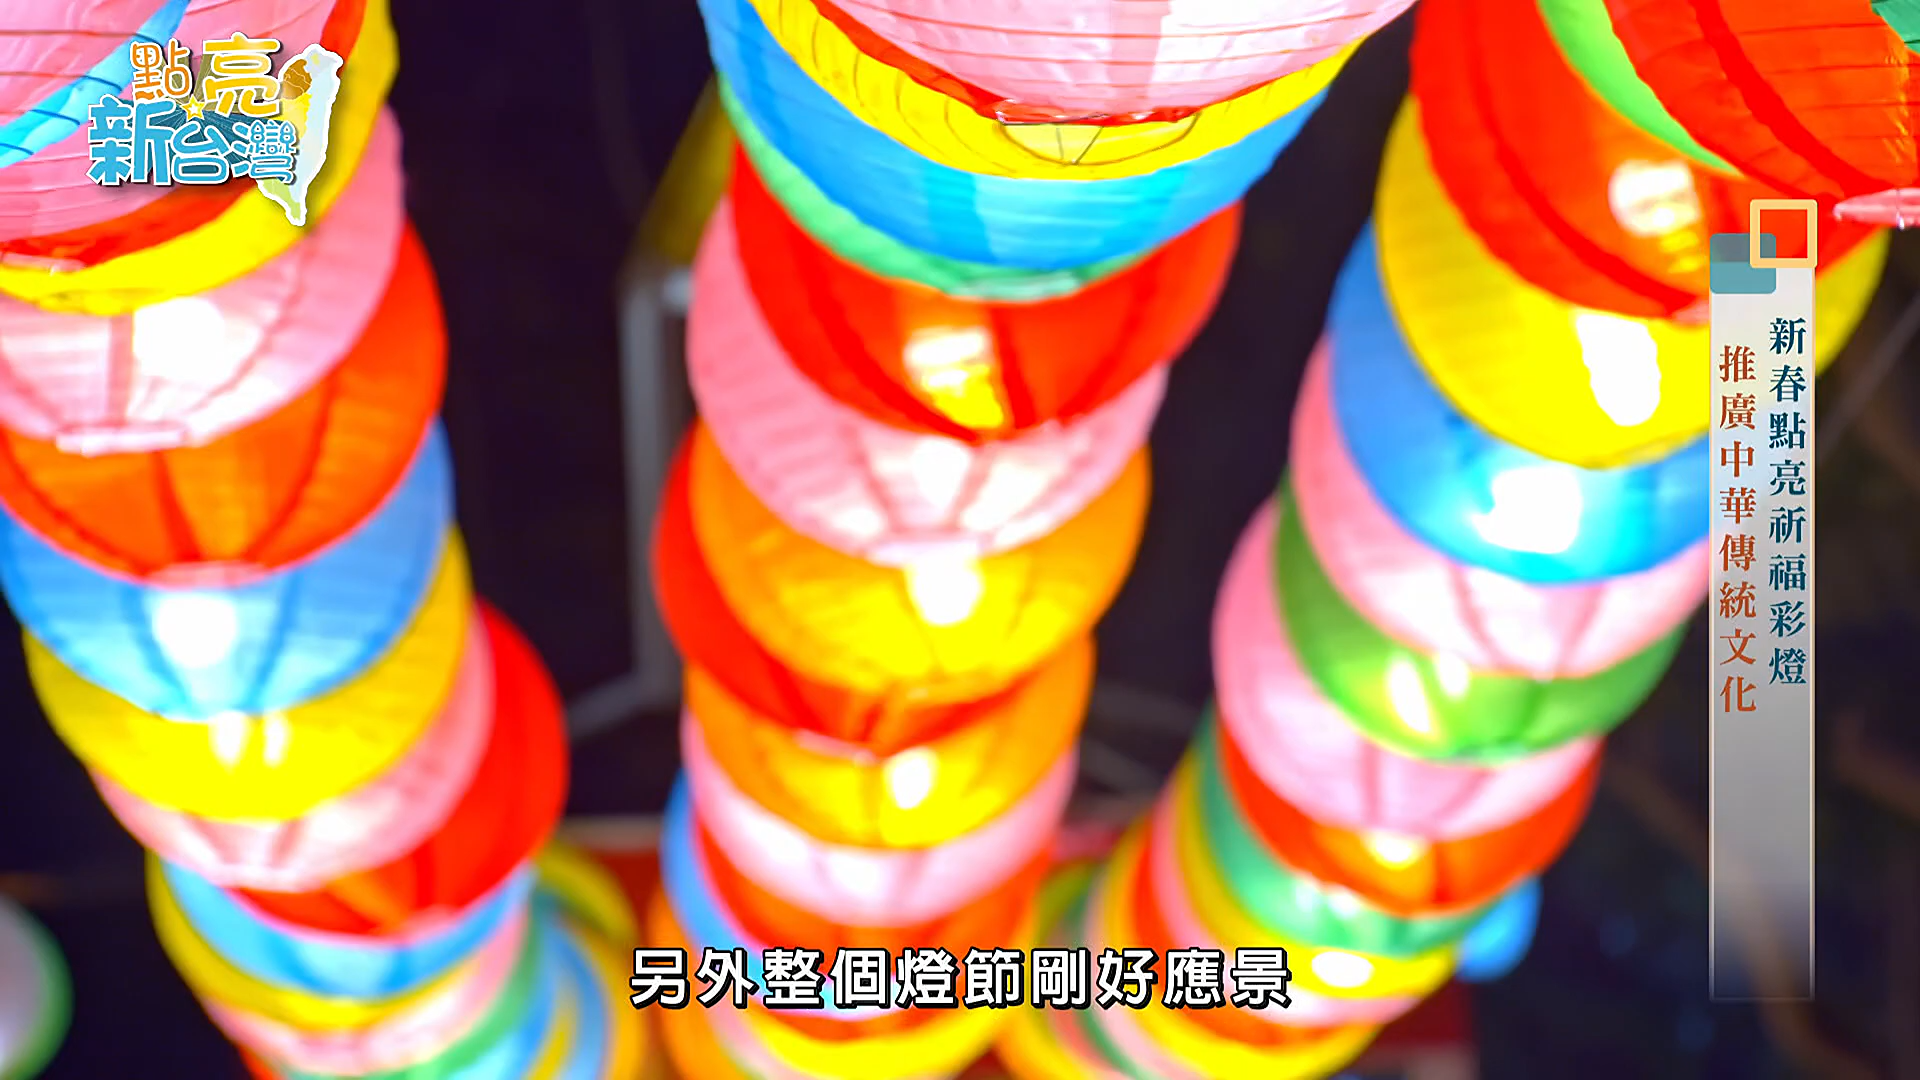 點亮
新台灣
新春點亮祈福彩燈
推廣中華傳統文化
另外整個燈節剛好應景